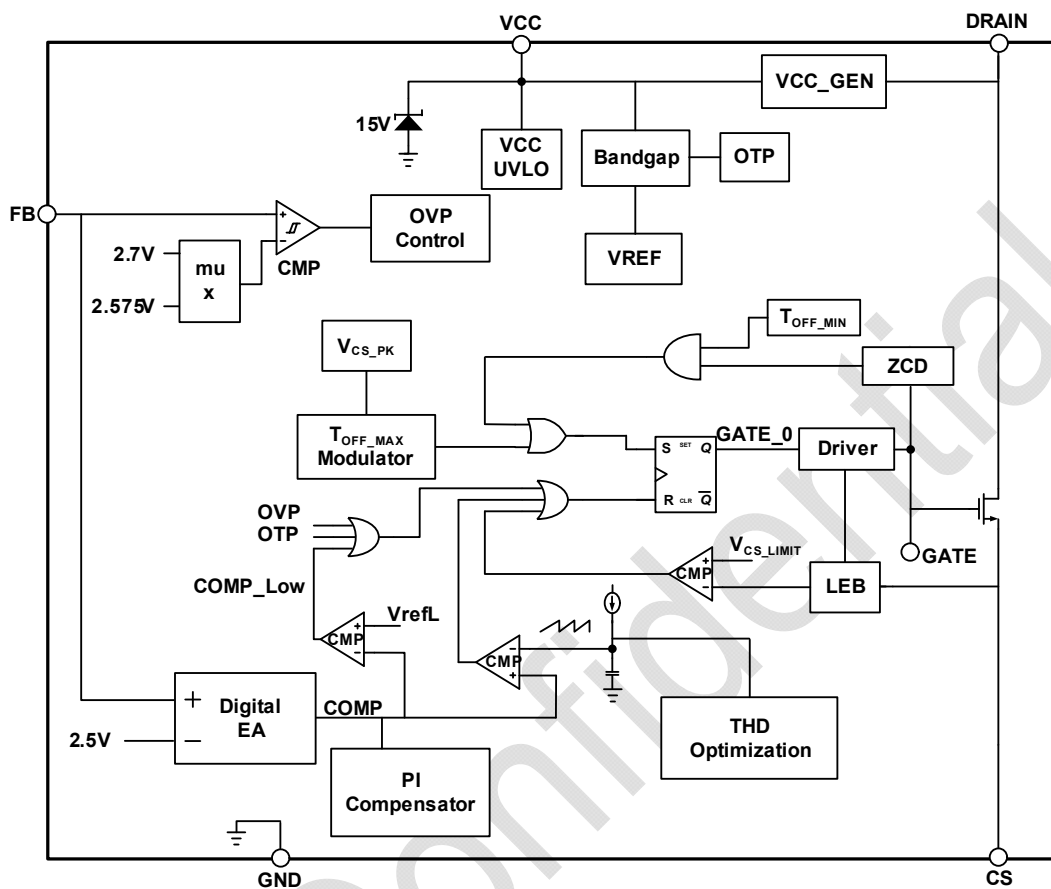 VCC
DRAIN
VCC_GEN
15V
VCC
UVLO
Bandgap
OTP
FB
+
-
OVP
Control
2.7V
mu
x
CMP
VREF
2.575V
TOFF_MIN
VCS_PK
ZCD
TOFF_MAX
Modulator
S SET Q
GATE_0
Driver
R CLR Q
OVP
OTP
GATE
VCS_LIMIT
+
CMP
-
LEB
COMP_Low
VrefL
+
CMP
-
-
CMP
+
+
Digital
EA
-
COMP
2.5V
THD
Optimization
PI
Compensator
GND
CS
Confidential